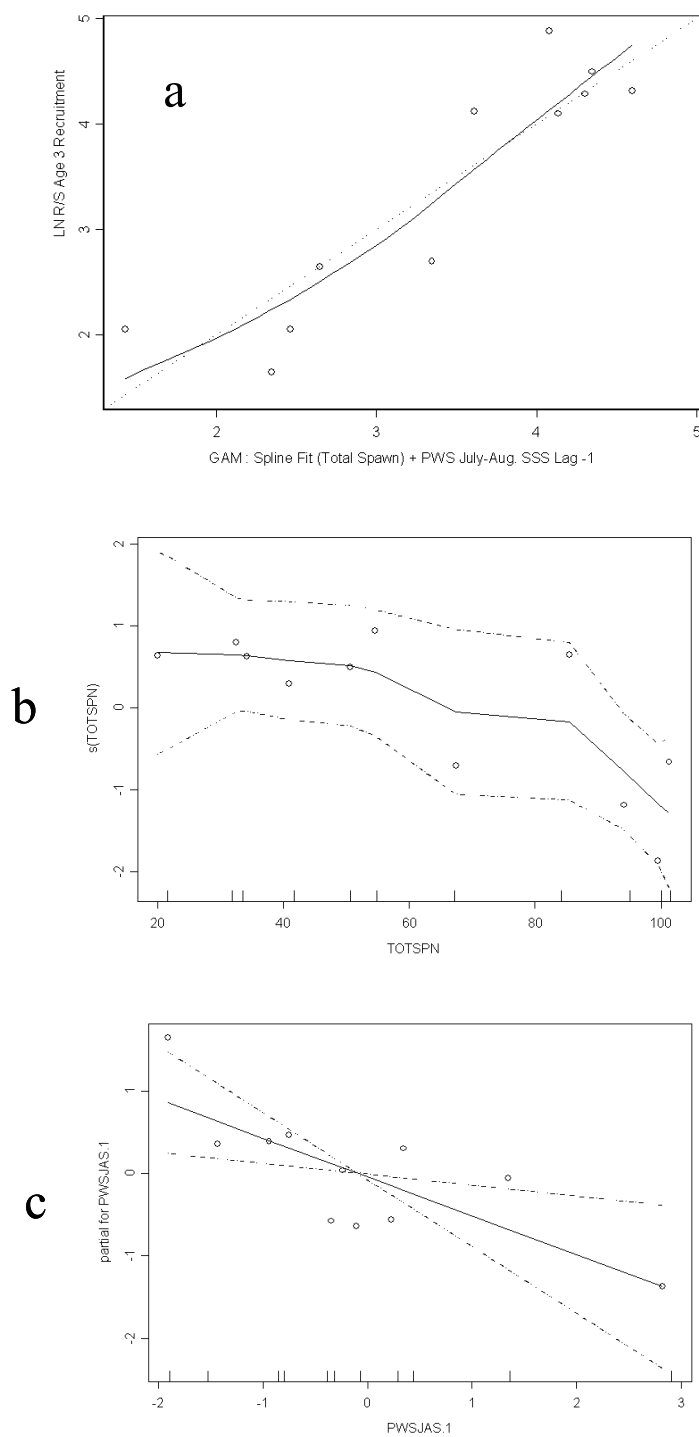 a
5
4
3
2
LN R/S Age 3 Recruitment
2 3 4 5
GAM : Spline Fit (Total Spawn) + PWS July-Aug. SSS Lag -1
b
2
1
0
-1
-2
s(TOTSPN)
20 40 60 80 100
TOTSPN
c
1
0
-1
-2
partial for PWSJAS.1
-2 -1 0 1 2 3
PWSJAS.1